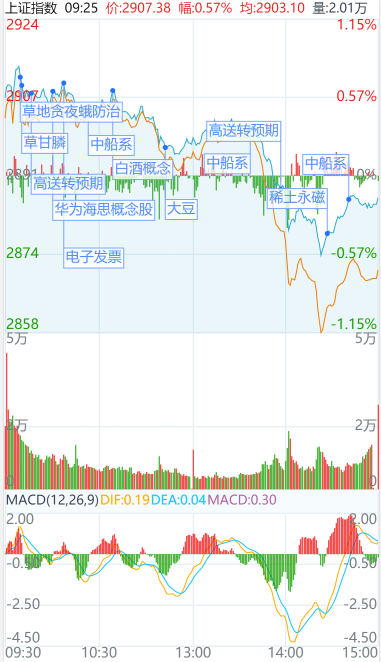 上证指数 09:25 价:2907.38 幅:0.57% 均:2903.10 量:2.01万
2924 1.15%
2907 0.57%
草地贪夜蛾防治
高送转预期
草甘膦 中船系
2891 白酒概念 中船系 中船系 0%
高送转预期
稀土永磁
华为海思概念股 大豆
2874 电子发票 -0.57%
2858 -1.15%
5万 5万
2万 2万
0 0
MACD(12,26,9) DIF:0.19 DEA:0.04 MACD:0.30
2.00 2.00
-0.50 -0.50
-2.50 -2.50
-4.50 -4.50
09:30 10:30 13:00 14:00 15:00